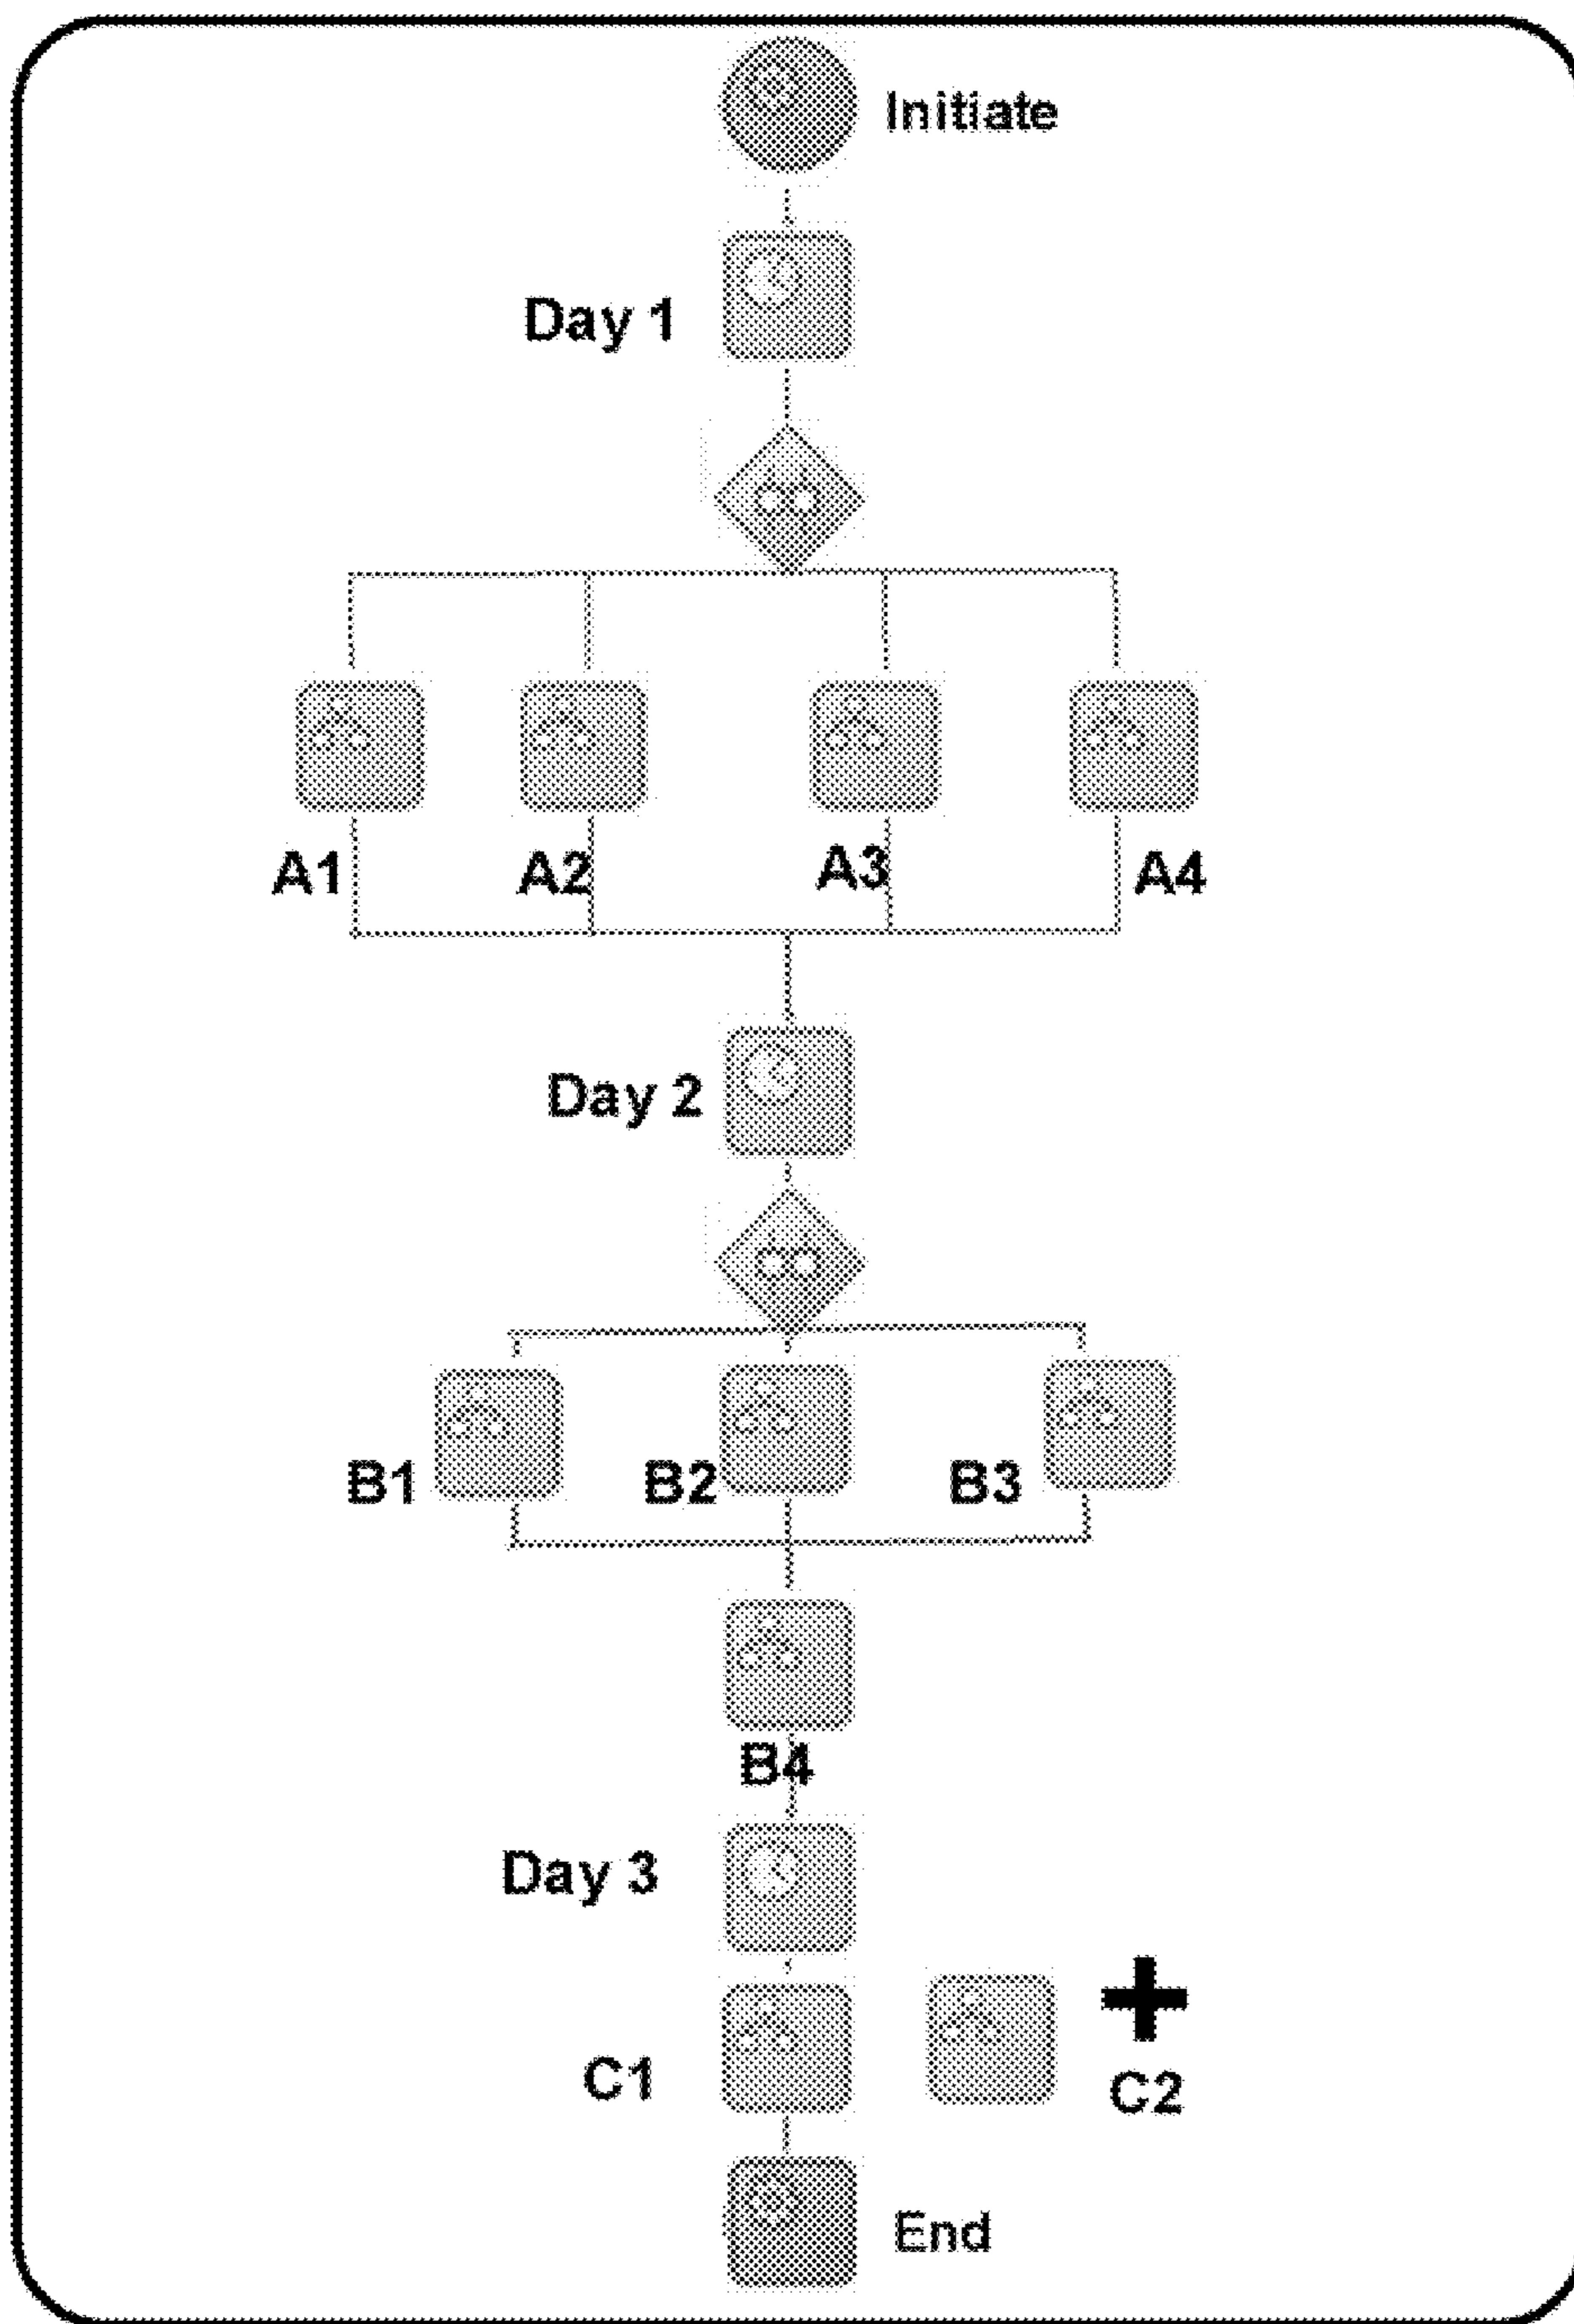 Initiate
Day 1
A1 A2 A3 A4
Day 2
B1 B2 B3
B4
Day 3
C1 C2
End